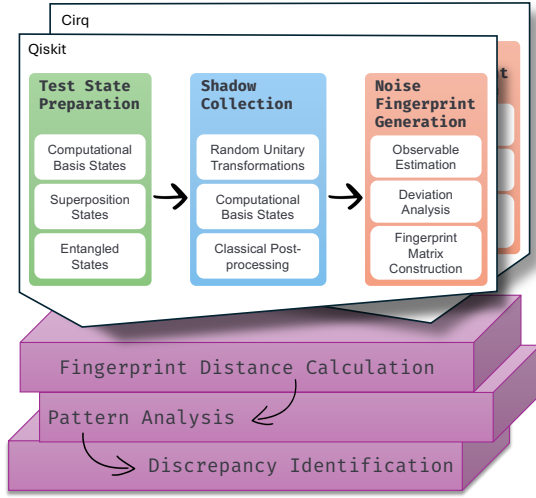 Cirq
Qiskit
Test State
Preparation
Computational
Basis States
Superposition
States
Entangled
States
Shadow
Collection
Random Unitary
Transformations
Computational
Basis States
Classical Post-
processing
Noise
Fingerprint
Generation
Observable
Estimation
Deviation
Analysis
Fingerprint
Matrix
Construction
Fingerprint Distance Calculation
Pattern Analysis
Discrepancy Identification